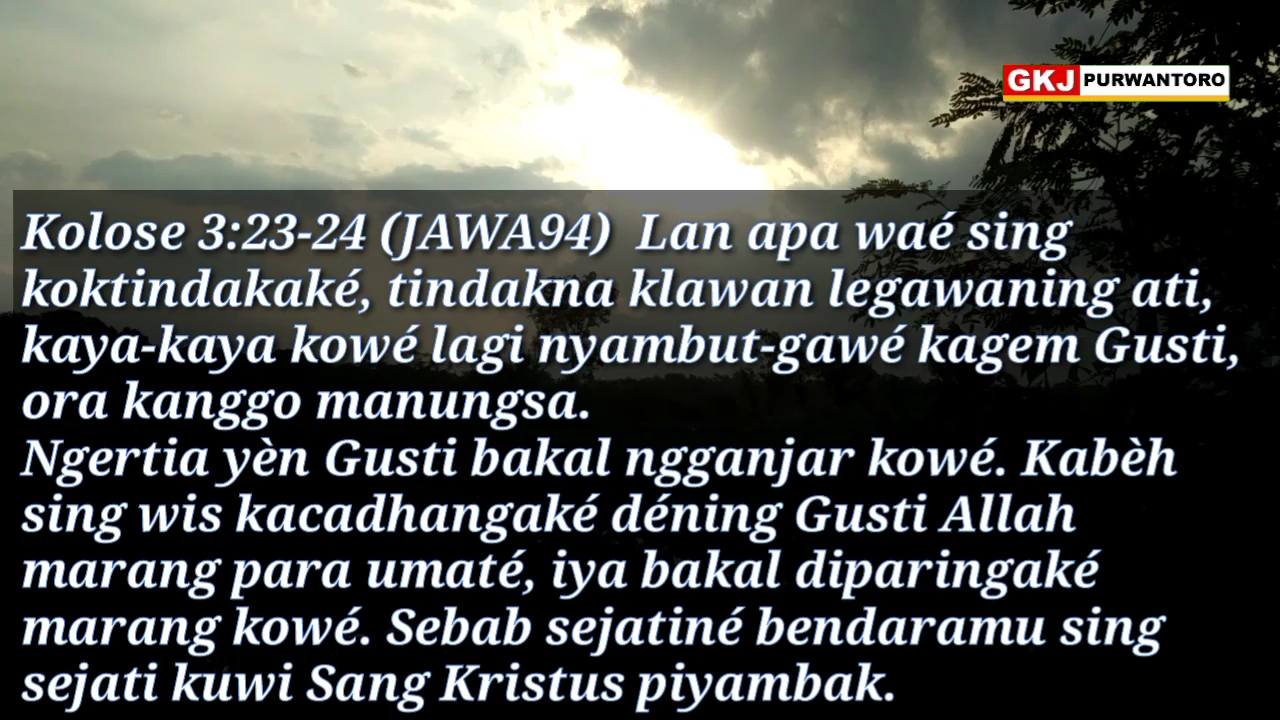 GKJ PURWANTORO
Kolose 3:23-24 (JAWA94)  Lan apa waé sing
koktindakaké, tindakna klawan legawaning ati,
kaya-kaya kowé lagi nyambut-gawé kagem Gusti,
ora kanggo manungsa.
Ngertia yèn Gusti bakal ngganjar kowé. Kabèh
sing wis kacadhangaké déning Gusti Allah
marang para umaté, iya bakal diparingaké
marang kowé. Sebab sejatiné bendaramu sing
sejati kuwi Sang Kristus piyambak.